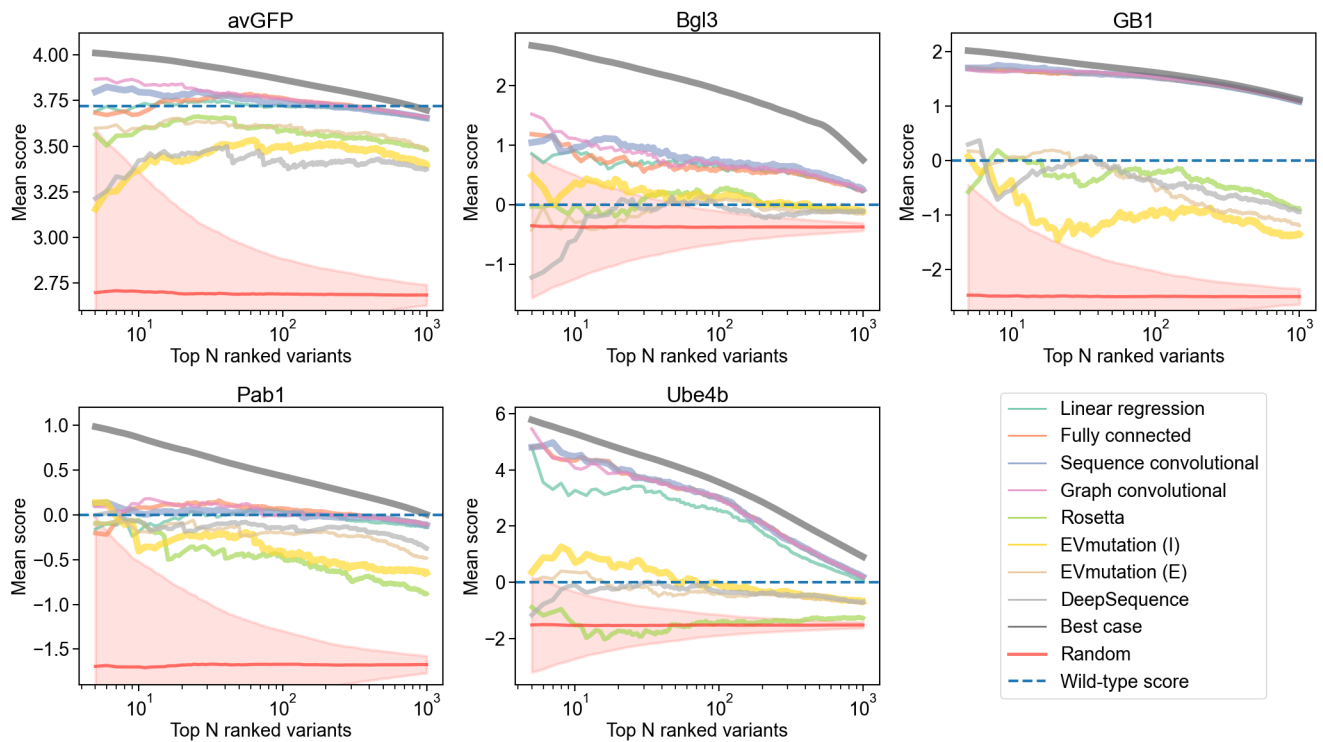 avGFP
4.00
3.75
3.50
3.25
3.00
2.75
Mean score
10¹
10²
10³
Top N ranked variants
Bgl3
2
1
0
−1
Mean score
10¹
10²
10³
Top N ranked variants
GB1
2
1
0
−1
−2
Mean score
10¹
10²
10³
Top N ranked variants
Pab1
1.0
0.5
0.0
−0.5
−1.0
−1.5
Mean score
10¹
10²
10³
Top N ranked variants
Ube4b
6
4
2
0
−2
Mean score
10¹
10²
10³
Top N ranked variants
Linear regression
Fully connected
Sequence convolutional
Graph convolutional
Rosetta
EVmutation (I)
EVmutation (E)
DeepSequence
Best case
Random
Wild-type score